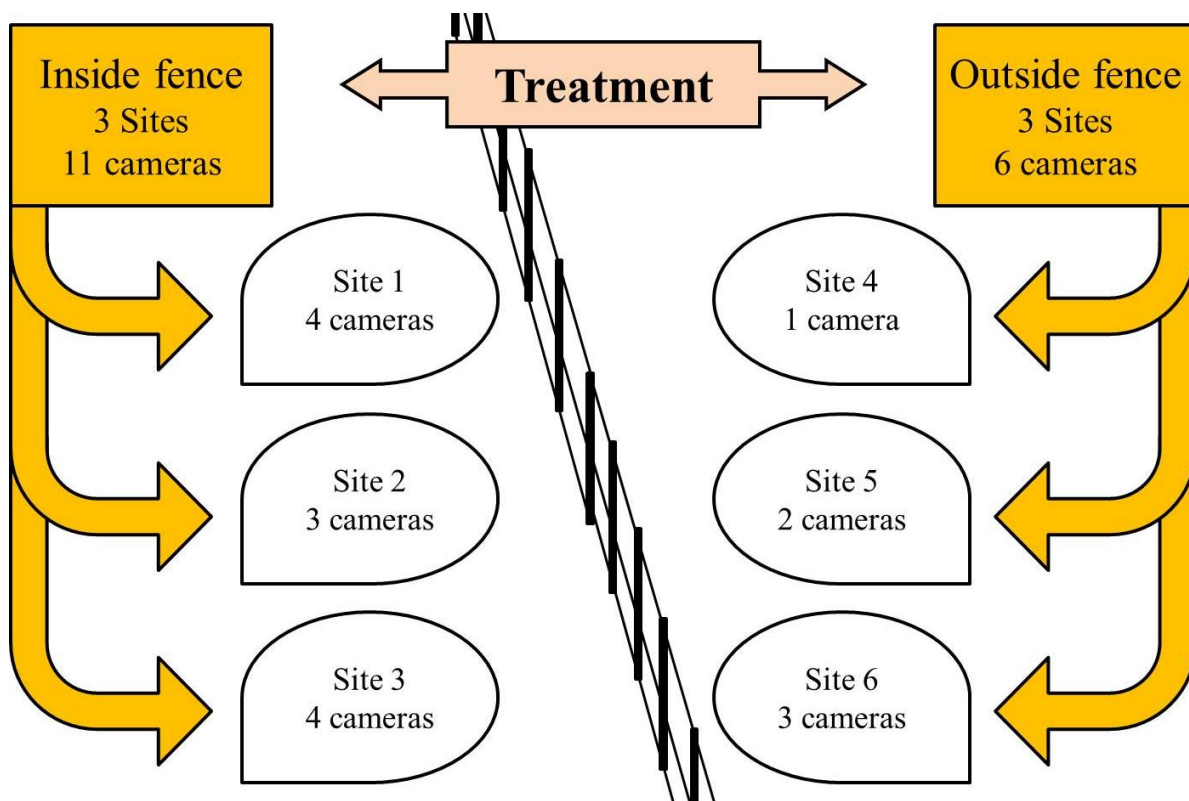 Inside fence
3 Sites
11 cameras
Treatment
Outside fence
3 Sites
6 cameras
Site 1
4 cameras
Site 4
1 camera
Site 2
3 cameras
Site 5
2 cameras
Site 3
4 cameras
Site 6
3 cameras